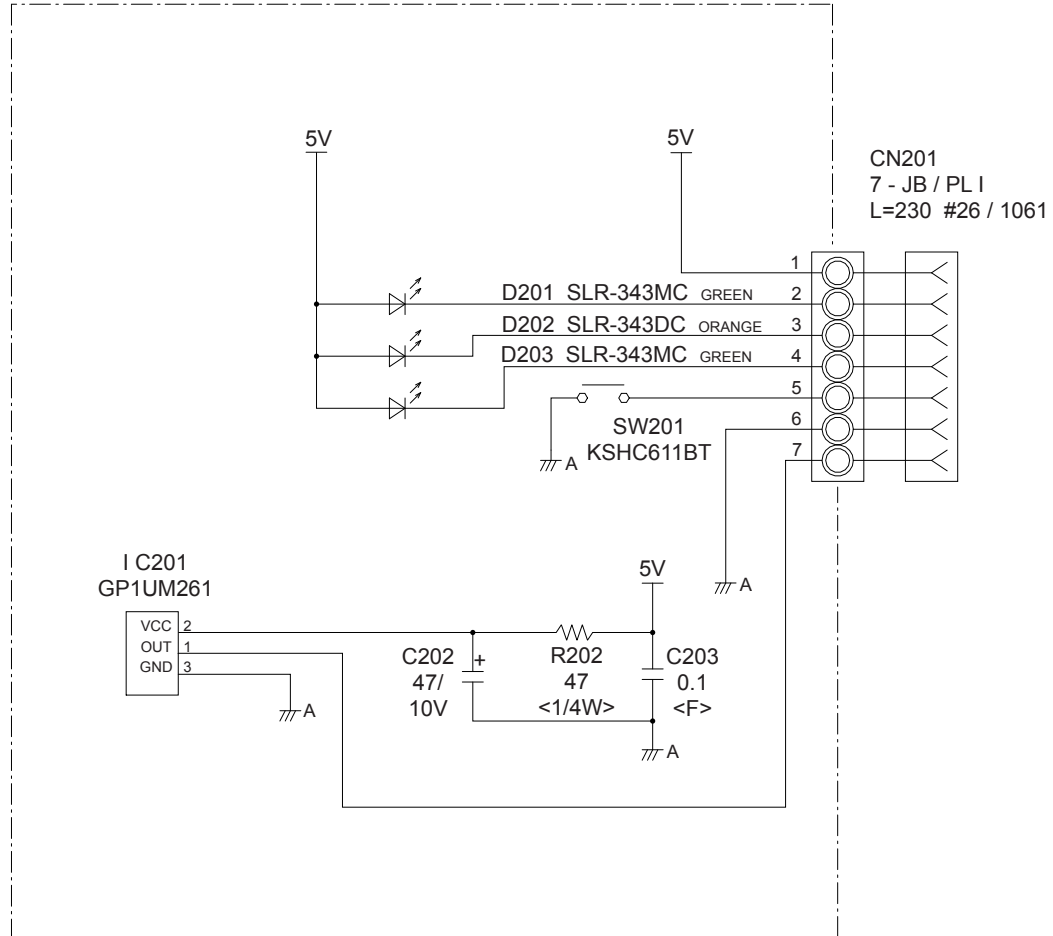 5V
5V
CN201
7 - JB / PL I
L=230 #26 / 1061
1
D201 SLR-343MC GREEN 2
D202 SLR-343DC ORANGE 3
D203 SLR-343MC GREEN 4
5
SW201
KSHC611BT
A
6
7
A
I C201
GP1UM261
VCC 2
OUT 1
GND 3
A
5V
C202
47/
10V
+
R202
47
<1/4W>
C203
0.1
<F>
A